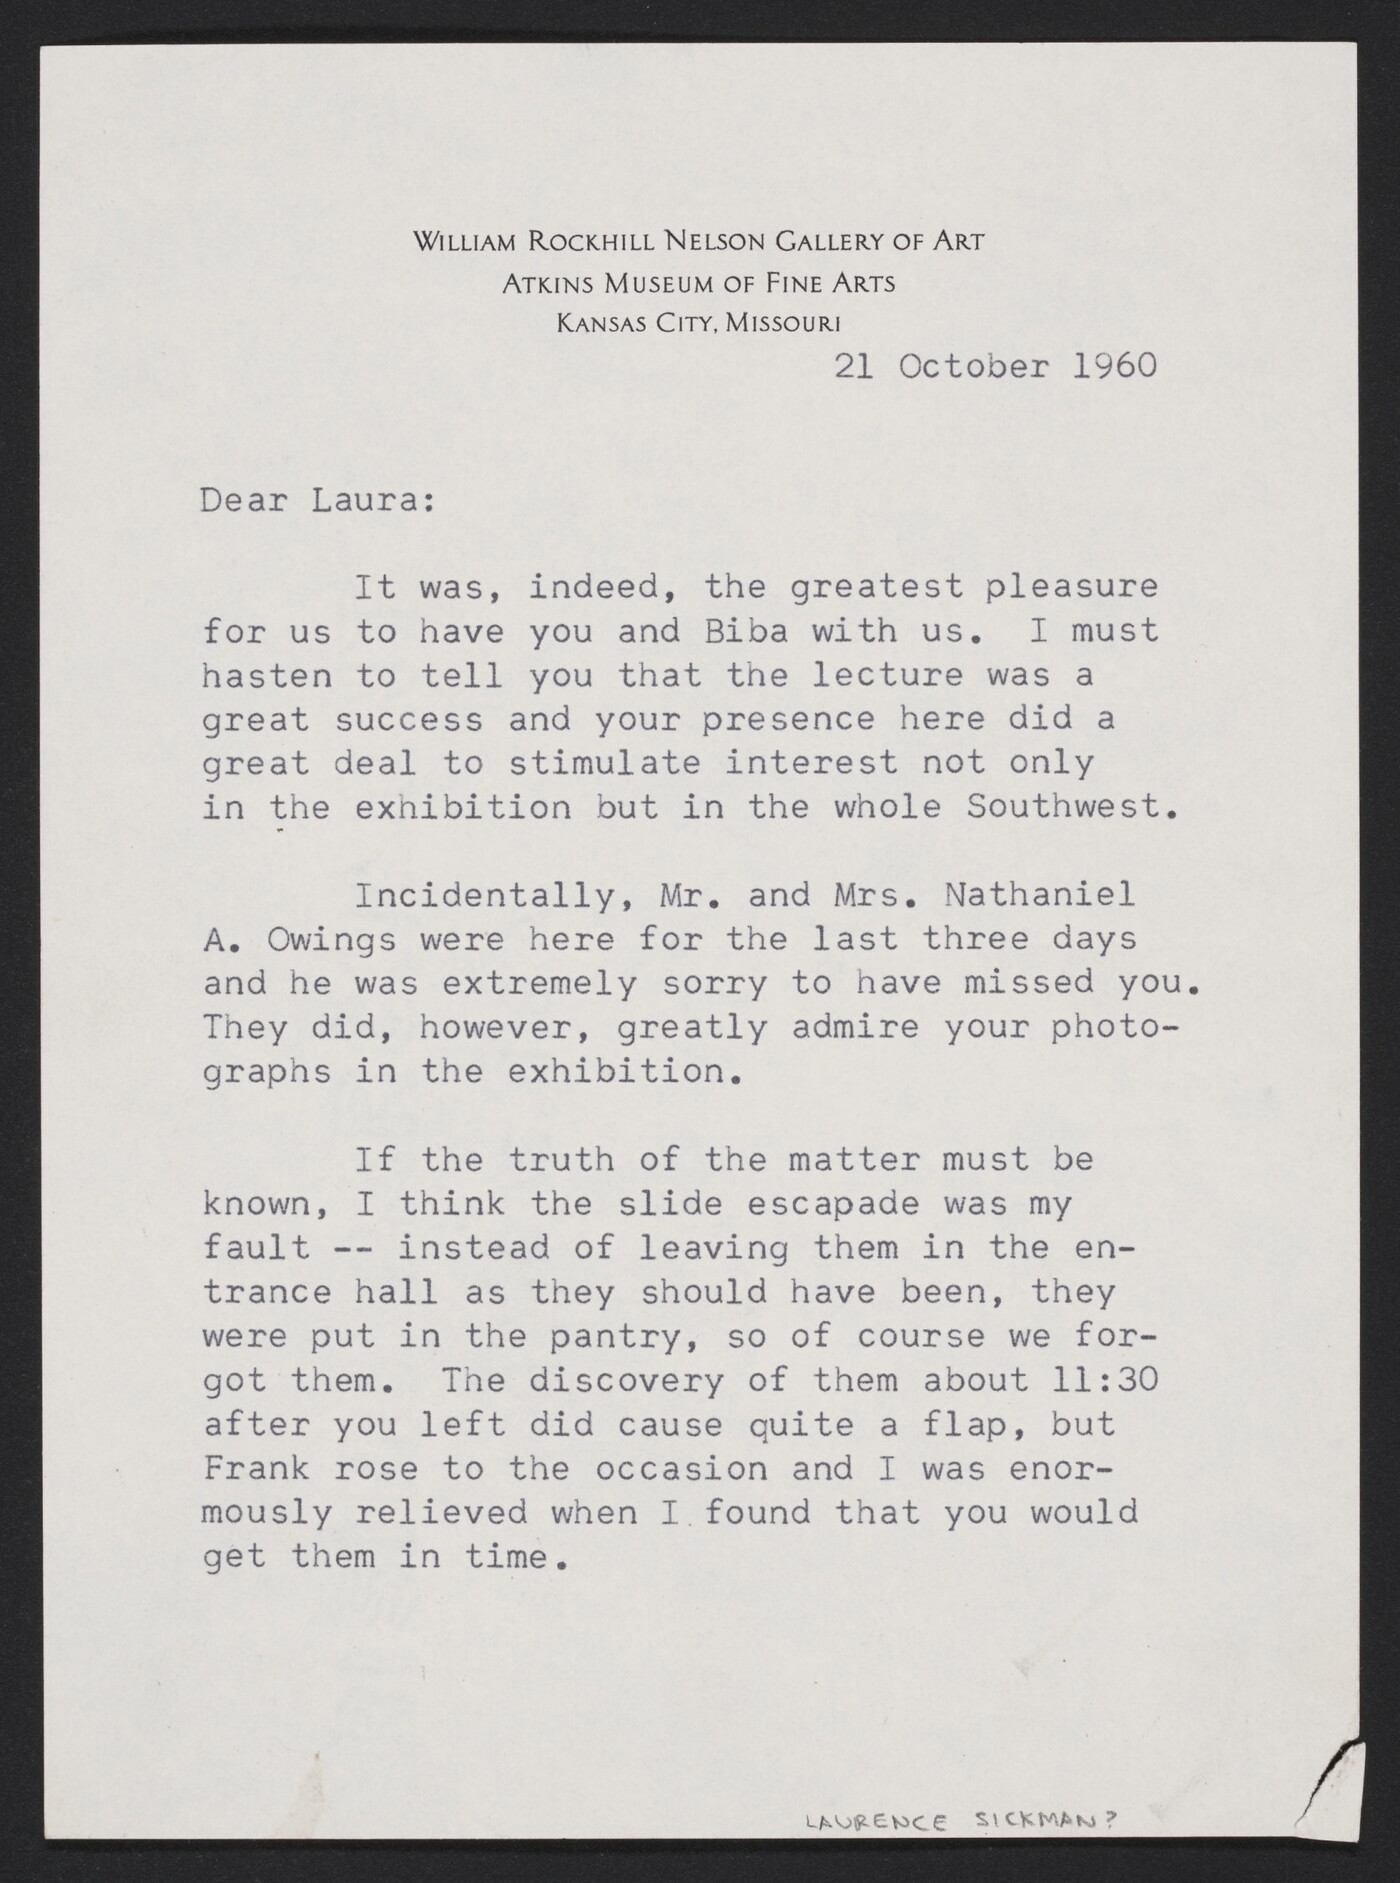 WILLIAM ROCKHILL NELSON GALLERY OF ART
ATKINS MUSEUM OF FINE ARTS
KANSAS CITY, MISSOURI
21 October 1960
Dear Laura:
It was, indeed, the greatest pleasure
for us to have you and Biba with us.  I must
hasten to tell you that the lecture was a
great success and your presence here did a
great deal to stimulate interest not only
in the exhibition but in the whole Southwest.
Incidentally, Mr. and Mrs. Nathaniel
A. Owings were here for the last three days
and he was extremely sorry to have missed you.
They did, however, greatly admire your photo-
graphs in the exhibition.
If the truth of the matter must be
known, I think the slide escapade was my
fault -- instead of leaving them in the en-
trance hall as they should have been, they
were put in the pantry, so of course we for-
got them.  The discovery of them about 11:30
after you left did cause quite a flap, but
Frank rose to the occasion and I was enor-
mously relieved when I found that you would
get them in time.
LAURENCE SICKMAN?